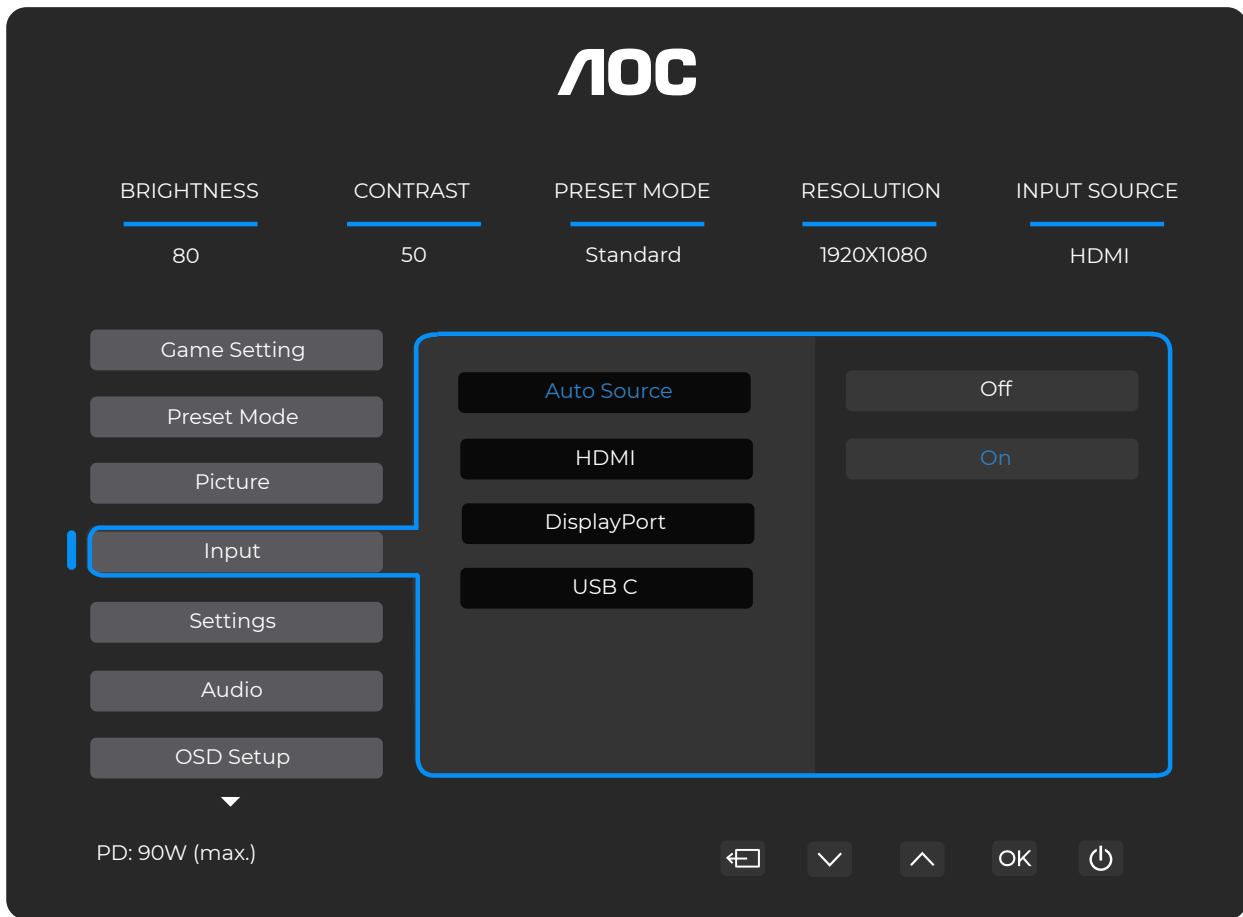 AOC
BRIGHTNESS CONTRAST PRESET MODE RESOLUTION INPUT SOURCE
80 50 Standard 1920X1080 HDMI
Game Setting
Preset Mode
Picture
Input
Settings
Audio
OSD Setup
Auto Source
HDMI
DisplayPort
USB C
Off
On
PD: 90W (max.)
OK